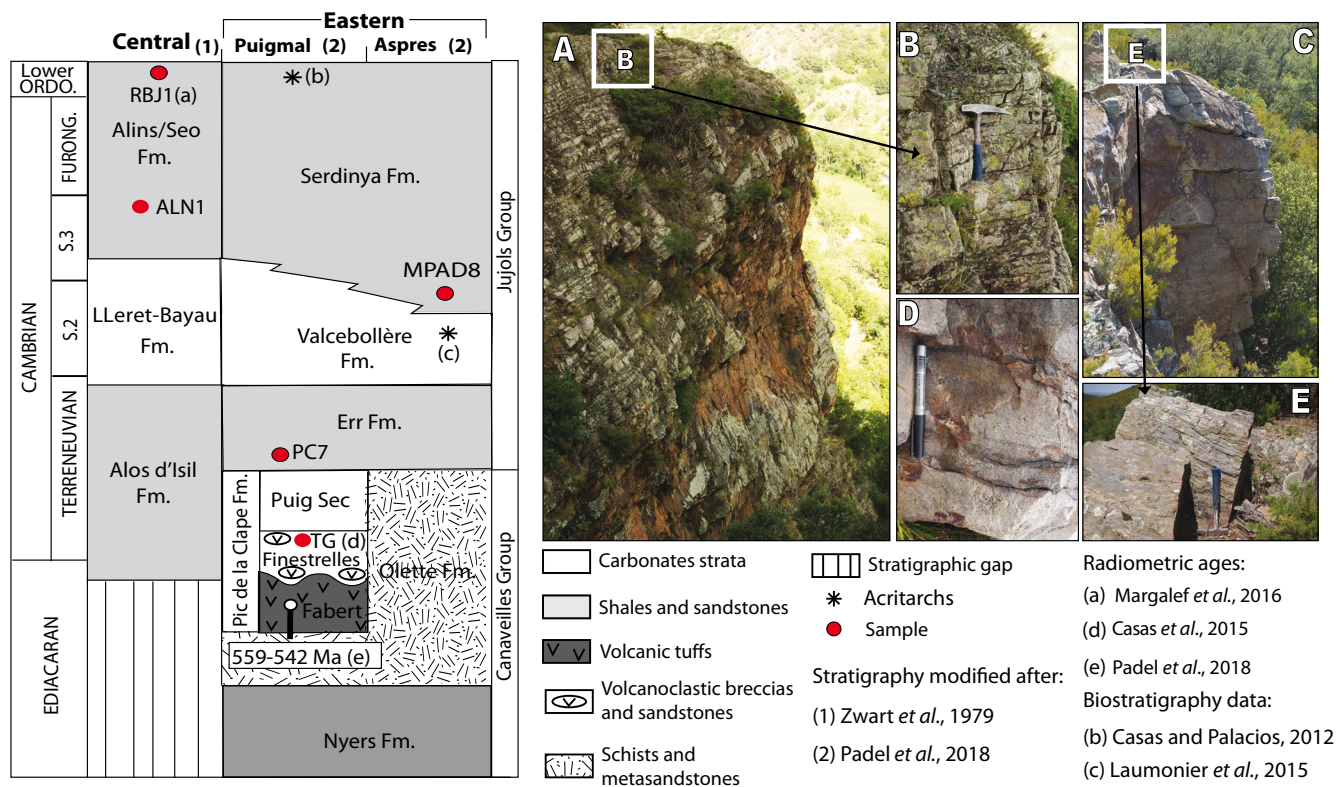 Eastern
Central (1)
Puigmal (2)
Aspres (2)
Lower
ORDO.
FURONG.
S.3
S.2
CAMBRIAN
TERRENEUVIAN
EDIACARAN
RBJ1(a)
Alins/Seo
Fm.
ALN1
LLeret-Bayau
Fm.
Alos d'Isil
Fm.
(b)
Serdinya Fm.
MPAD8
Valcebollère
Fm.
(c)
Err Fm.
PC7
Pic de la Clape Fm.
Puig Sec
TG (d)
Finestrelles
Fabert
Olette Fm.
559-542 Ma (e)
Nyers Fm.
Jujols Group
Canaveilles Group
A
B
B
E
C
D
E
Carbonates strata
Shales and sandstones
Volcanic tuffs
Volcanoclastic breccias
and sandstones
Schists and
metasandstones
Stratigraphic gap
Acritarchs
Sample
Stratigraphy modified after:
(1) Zwart et al., 1979
(2) Padel et al., 2018
Radiometric ages:
(a) Margalef et al., 2016
(d) Casas et al., 2015
(e) Padel et al., 2018
Biostratigraphy data:
(b) Casas and Palacios, 2012
(c) Laumonier et al., 2015